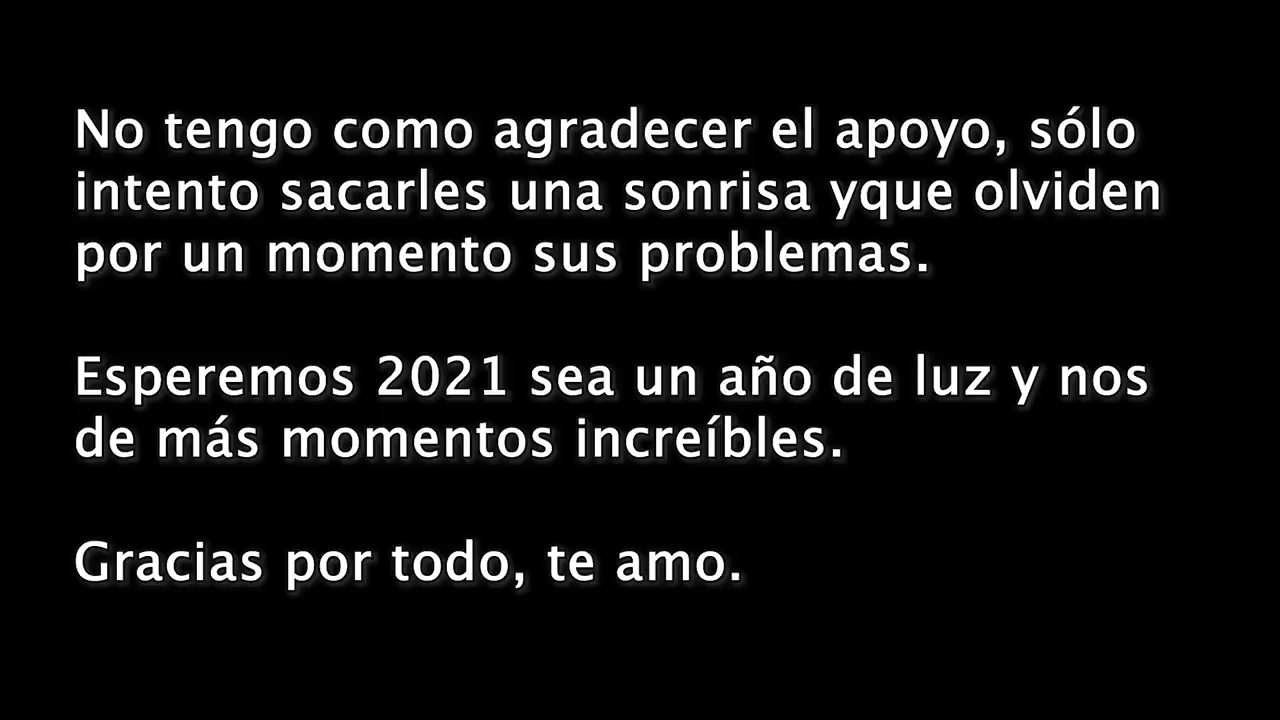 No tengo como agradecer el apoyo, sólo
intento sacarles una sonrisa yque olviden
por un momento sus problemas.
Esperemos 2021 sea un año de luz y nos
de más momentos increíbles.
Gracias por todo, te amo.